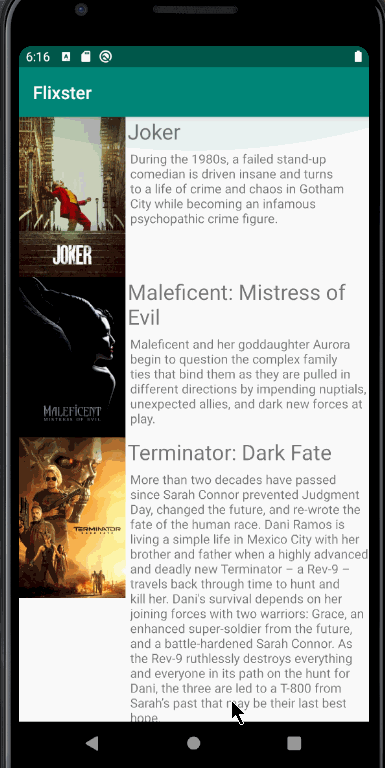 6:16
Flixster
Joker
During the 1980s, a failed stand-up
comedian is driven insane and turns
to a life of crime and chaos in Gotham
City while becoming an infamous
psychopathic crime figure.
JOKER
Maleficent: Mistress of
Evil
Maleficent and her goddaughter Aurora
begin to question the complex family
ties that bind them as they are pulled in
different directions by impending nuptials,
unexpected allies, and dark new forces at
play.
MALEFICENT
MISTRESS OF EVIL
Terminator: Dark Fate
More than two decades have passed
since Sarah Connor prevented Judgment
Day, changed the future, and re-wrote the
fate of the human race. Dani Ramos is
living a simple life in Mexico City with her
brother and father when a highly advanced
and deadly new Terminator – a Rev-9 –
travels back through time to hunt and
kill her. Dani's survival depends on her
joining forces with two warriors: Grace, an
enhanced super-soldier from the future,
and a battle-hardened Sarah Connor. As
the Rev-9 ruthlessly destroys everything
and everyone in its path on the hunt for
Dani, the three are led to a T-800 from
Sarah's past that may be their last best
hope.
TERMINATOR
DARK FATE